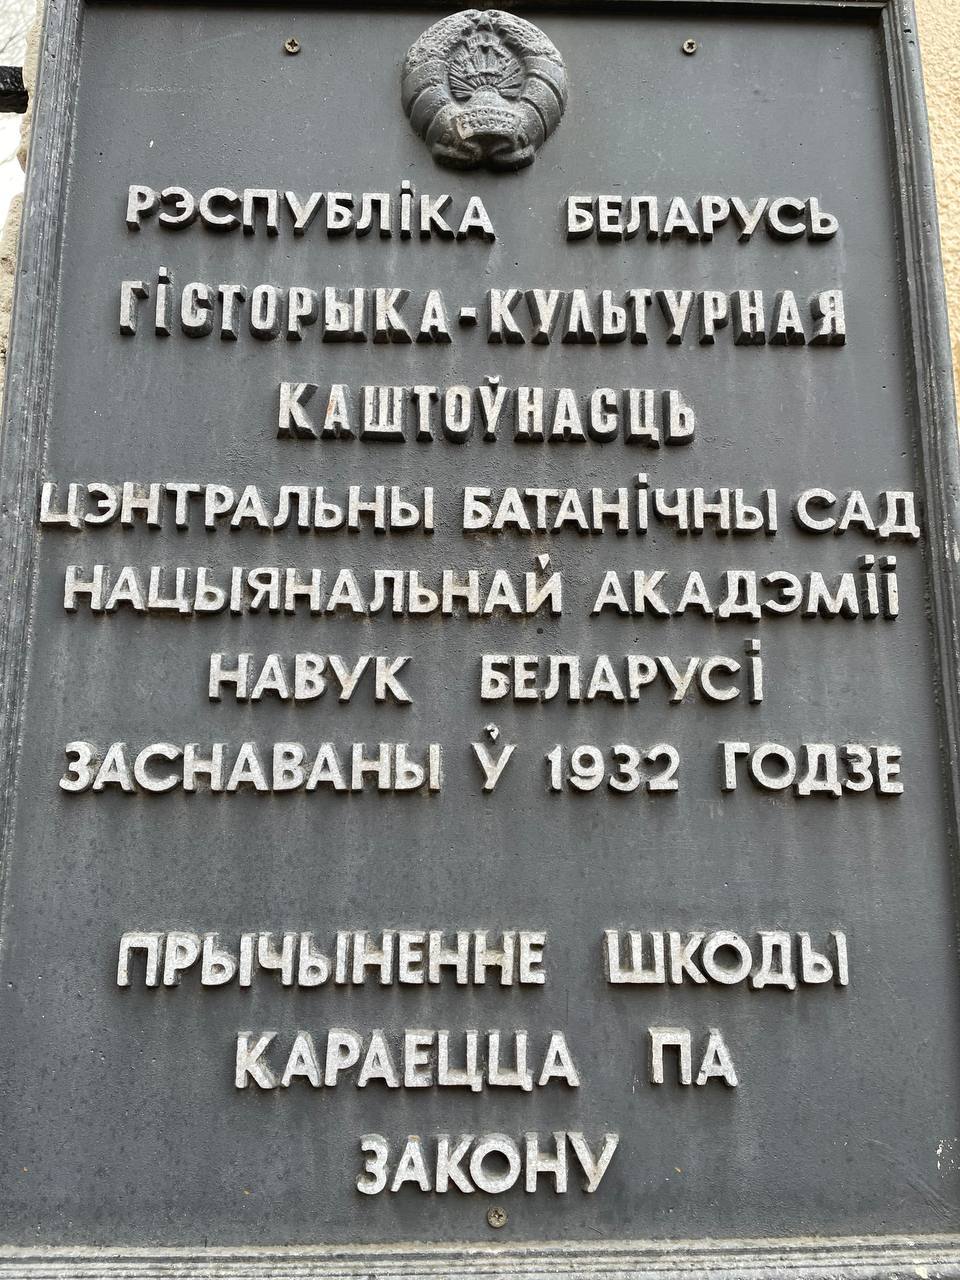 РЭСПУБЛІКА БЕЛАРУСЬ
ГІСТОРЫКА-КУЛЬТУРНАЯ
КАШТОЎНАСЦЬ
ЦЭНТРАЛЬНЫ БАТАНІЧНЫ САД
НАЦЫЯНАЛЬНАЙ АКАДЭМІІ
НАВУК БЕЛАРУСІ
ЗАСНАВАНЫ Ў 1932 ГОДЗЕ
ПРЫЧЫНЕННЕ ШКОДЫ
КАРАЕЦЦА ПА
ЗАКОНУ